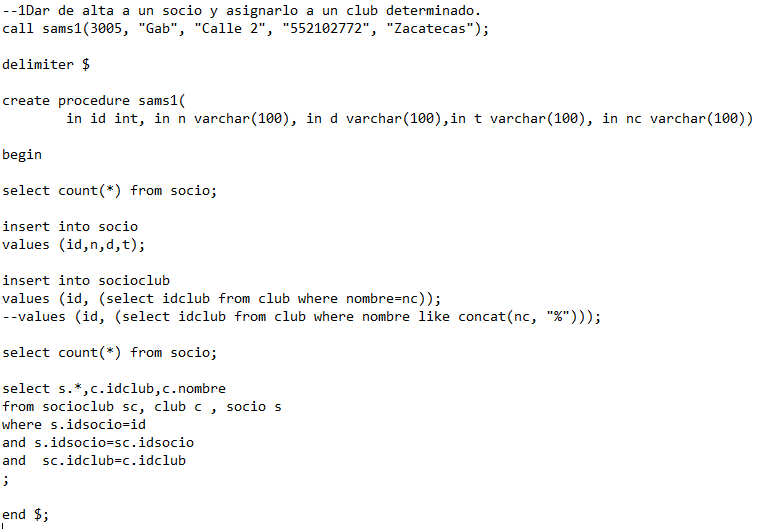 --1Dar de alta a un socio y asignarlo a un club determinado.
call sams1(3005, "Gab", "Calle 2", "552102772", "Zacatecas");
delimiter $
create procedure sams1(
in id int, in n varchar(100), in d varchar(100),in t varchar(100), in nc varchar(100))
begin
select count(*) from socio;
insert into socio
values (id,n,d,t);
insert into socioclub
values (id, (select idclub from club where nombre=nc));
--values (id, (select idclub from club where nombre like concat(nc, "%")));
select count(*) from socio;
select s.*,c.idclub,c.nombre
from socioclub sc, club c , socio s
where s.idsocio=id
and s.idsocio=sc.idsocio
and  sc.idclub=c.idclub
;
end $;